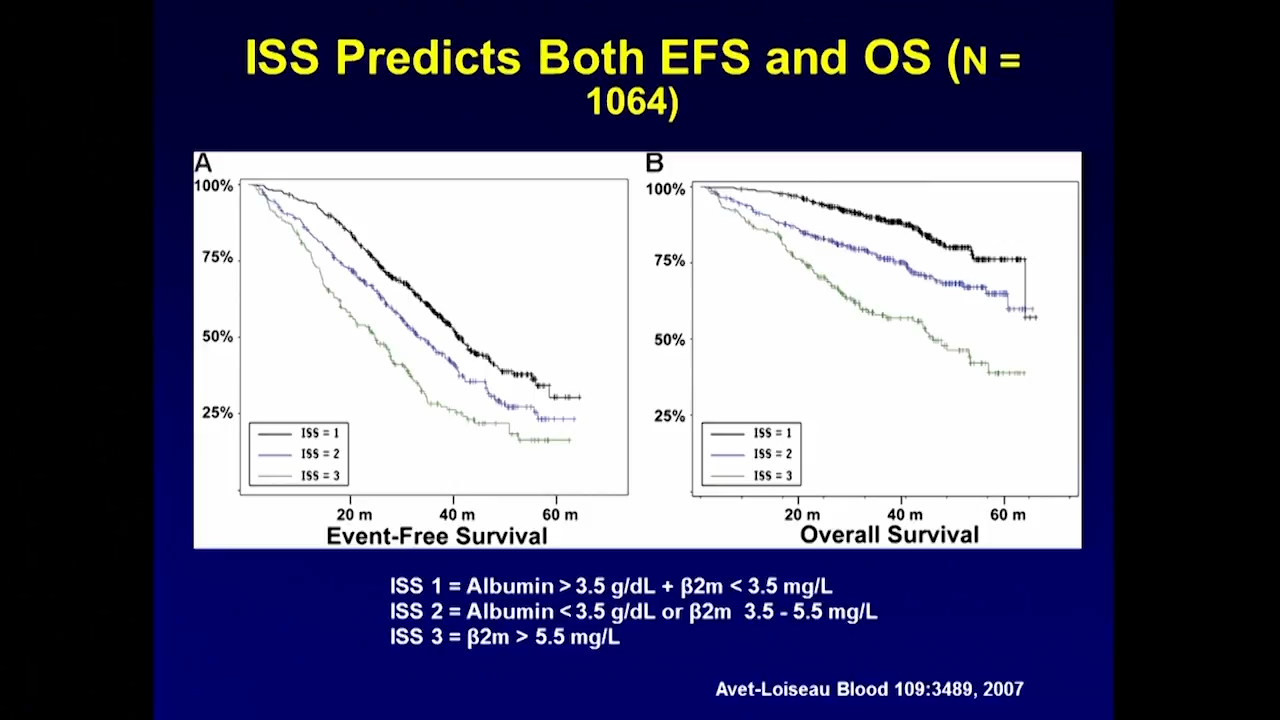 ISS Predicts Both EFS and OS (N =
1064)
A
100%
75%
50%
25%
ISS = 1
ISS = 2
ISS = 3
20 m 40 m 60 m
Event-Free Survival
B
100%
75%
50%
25%
ISS = 1
ISS = 2
ISS = 3
20 m 40 m 60 m
Overall Survival
ISS 1 = Albumin > 3.5 g/dL + β2m < 3.5 mg/L
ISS 2 = Albumin < 3.5 g/dL or β2m 3.5 - 5.5 mg/L
ISS 3 = β2m > 5.5 mg/L
Avet-Loiseau Blood 109:3489, 2007